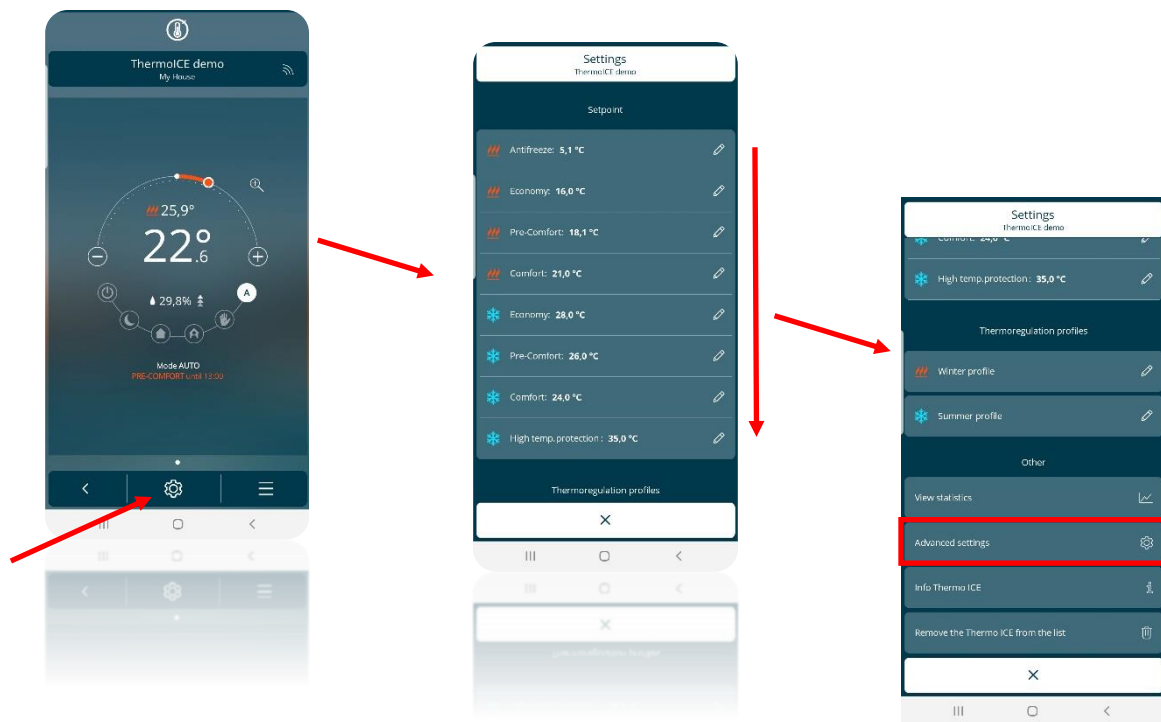 ThermoICE demo
My House
25,9°
22°.6
29,8%
A
Mode AUTO
PRE-COMFORT until 13:00
Settings
ThermoICE demo
Setpoint
Antifreeze: 5,1 °C
Economy: 16,0 °C
Pre-Comfort: 18,1 °C
Comfort: 21,0 °C
Economy: 28,0 °C
Pre-Comfort: 26,0 °C
Comfort: 24,0 °C
High temp.protection : 35,0 °C
Thermoregulation profiles
Settings
ThermoICE demo
Comfort: 24,0 °C
High temp.protection : 35,0 °C
Thermoregulation profiles
Winter profile
Summer profile
Other
View statistics
Advanced settings
Info Thermo ICE
Remove the Thermo ICE from the list